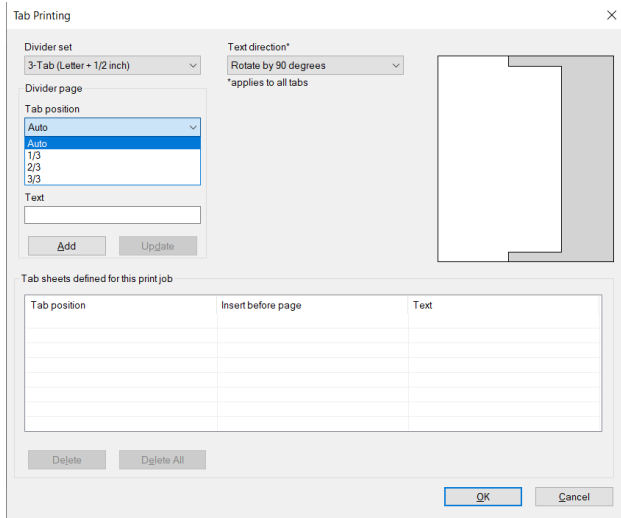 Tab Printing
Divider set
3-Tab (Letter + 1/2 inch)
Text direction*
Rotate by 90 degrees
*applies to all tabs
Divider page
Tab position
Auto
Auto
1/3
2/3
3/3
Text
Add
Update
Tab sheets defined for this print job
Tab position Insert before page Text
Delete
Delete All
OK
Cancel